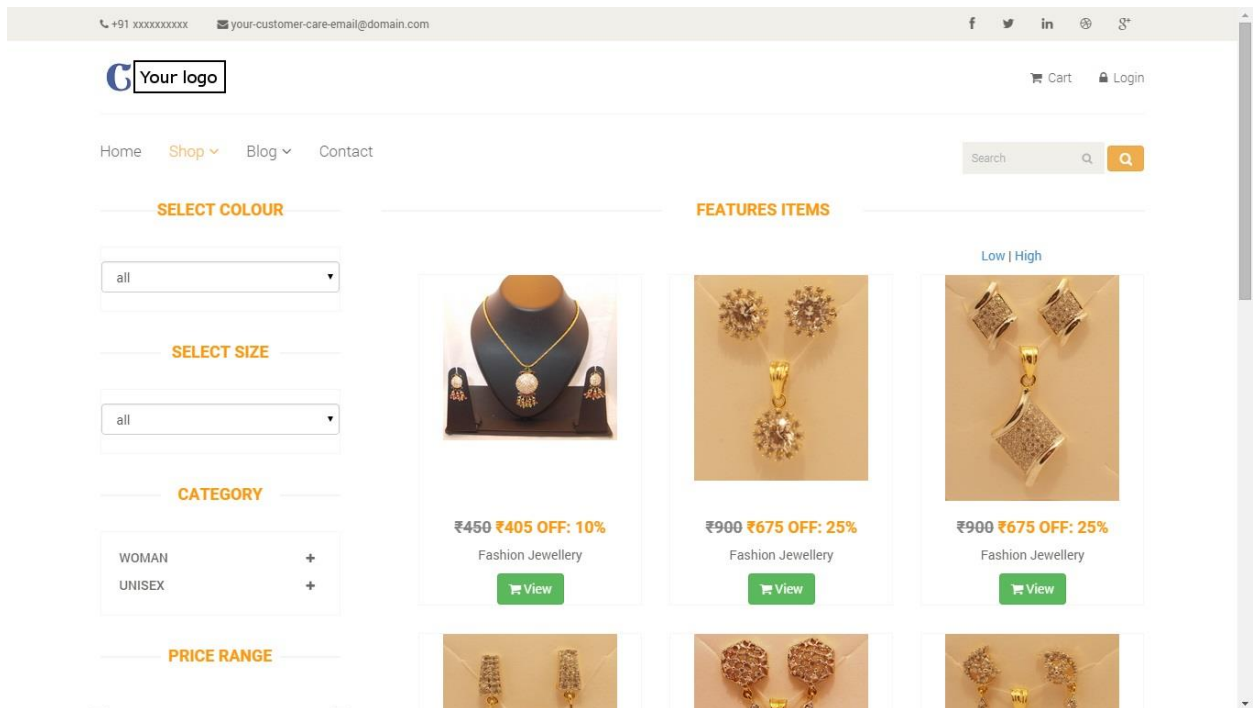 +91 xxxxxxxxxx your-customer-care-email@domain.com
Your logo
Cart Login
Home Shop Blog Contact
Search
SELECT COLOUR
all
SELECT SIZE
all
CATEGORY
WOMAN
UNISEX
PRICE RANGE
FEATURES ITEMS
Low | High
₹450 ₹405 OFF: 10%
Fashion Jewellery
View
₹900 ₹675 OFF: 25%
Fashion Jewellery
View
₹900 ₹675 OFF: 25%
Fashion Jewellery
View